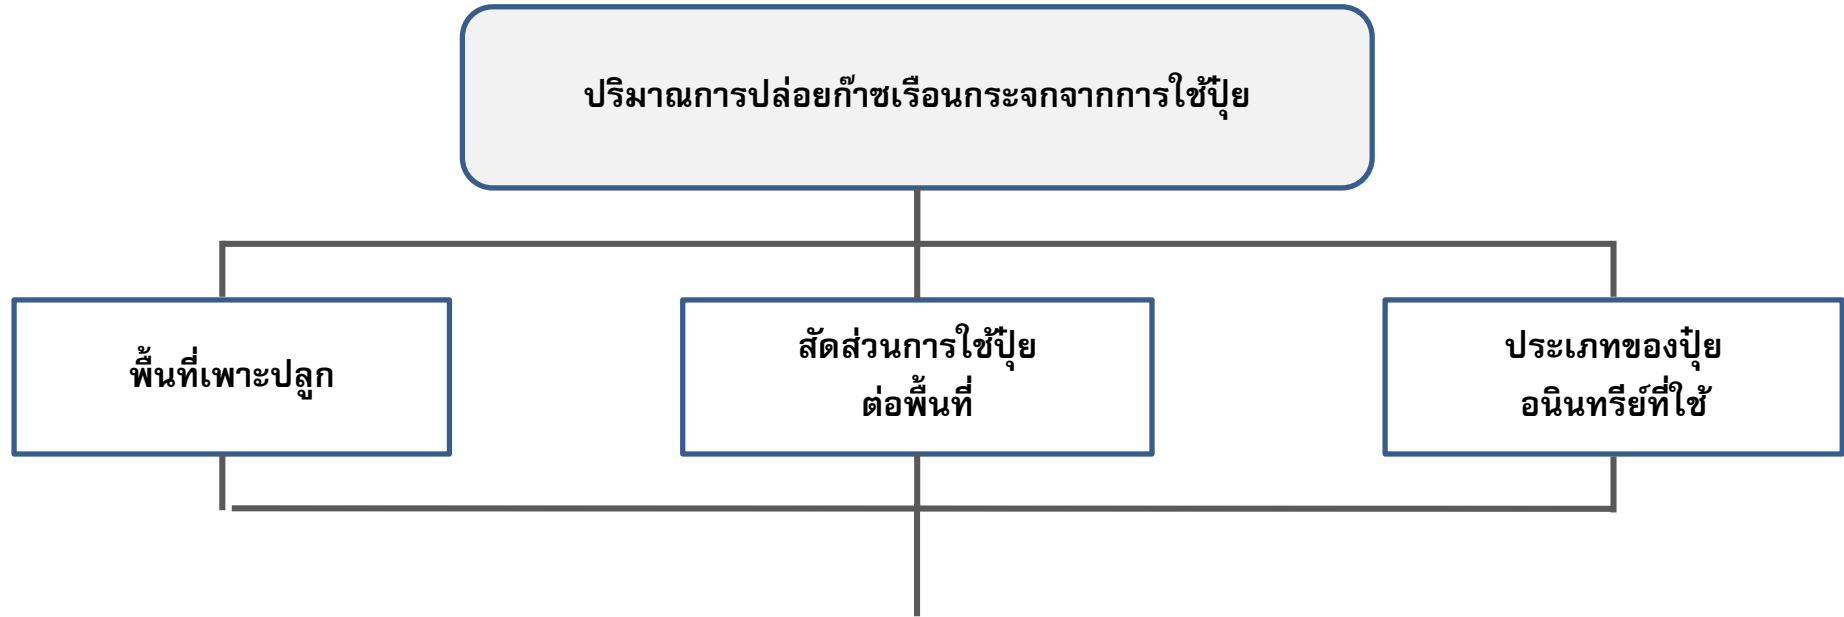 ปริมาณการปล่อยก๊าซเรือนกระจกจากการใช้ปุ๋ย
พื้นที่เพาะปลูก
สัดส่วนการใช้ปุ๋ย
ต่อพื้นที่
ประเภทของปุ๋ย
อนินทรีย์ที่ใช้